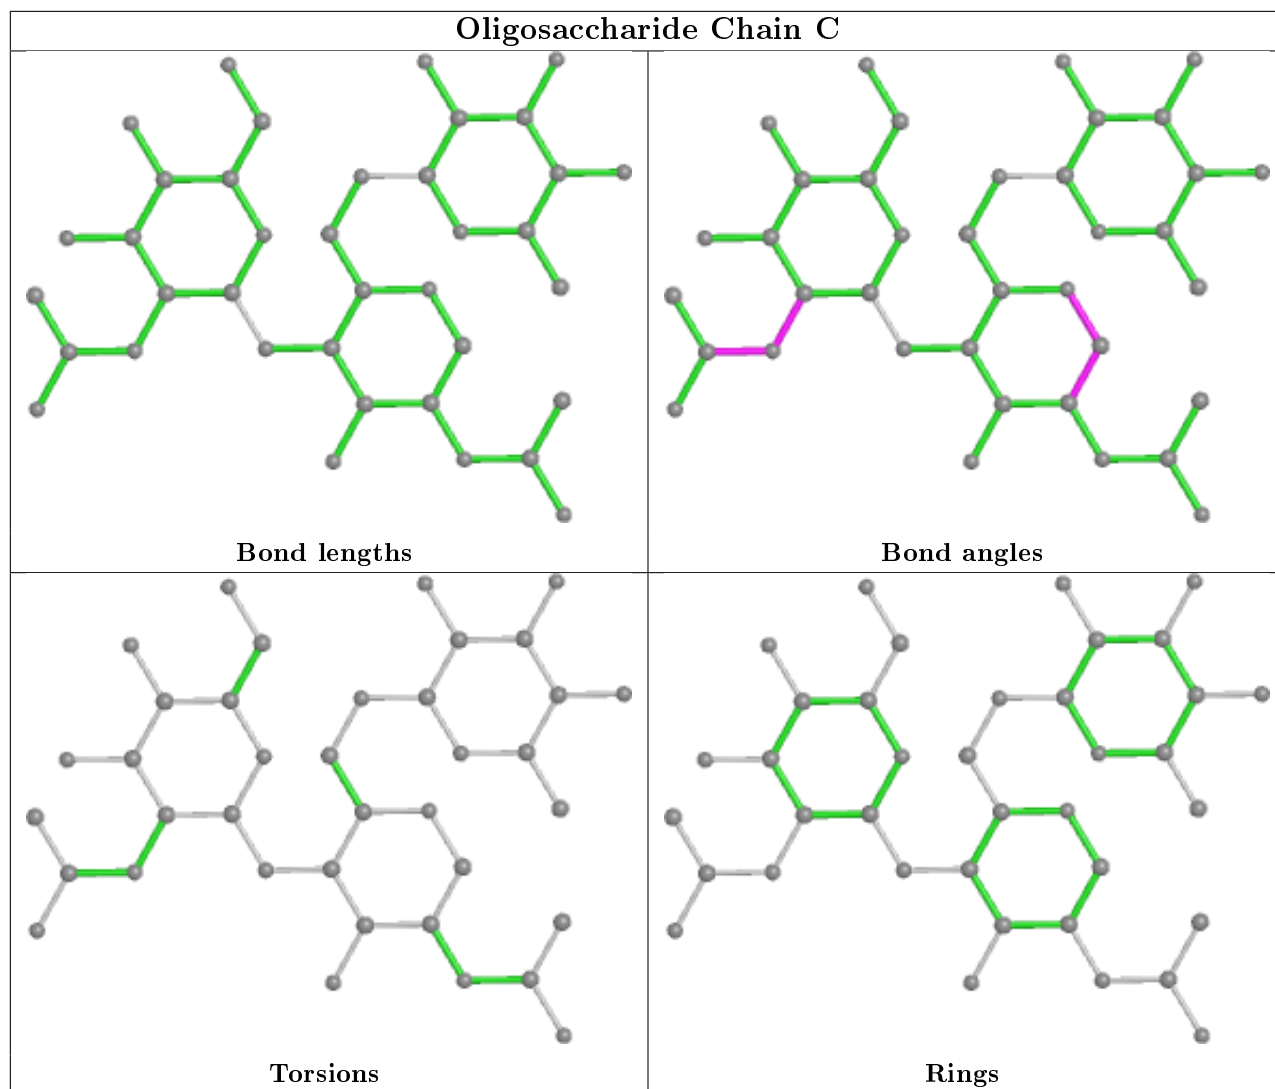 Oligosaccharide Chain C
Bond lengths
Bond angles
Torsions
Rings